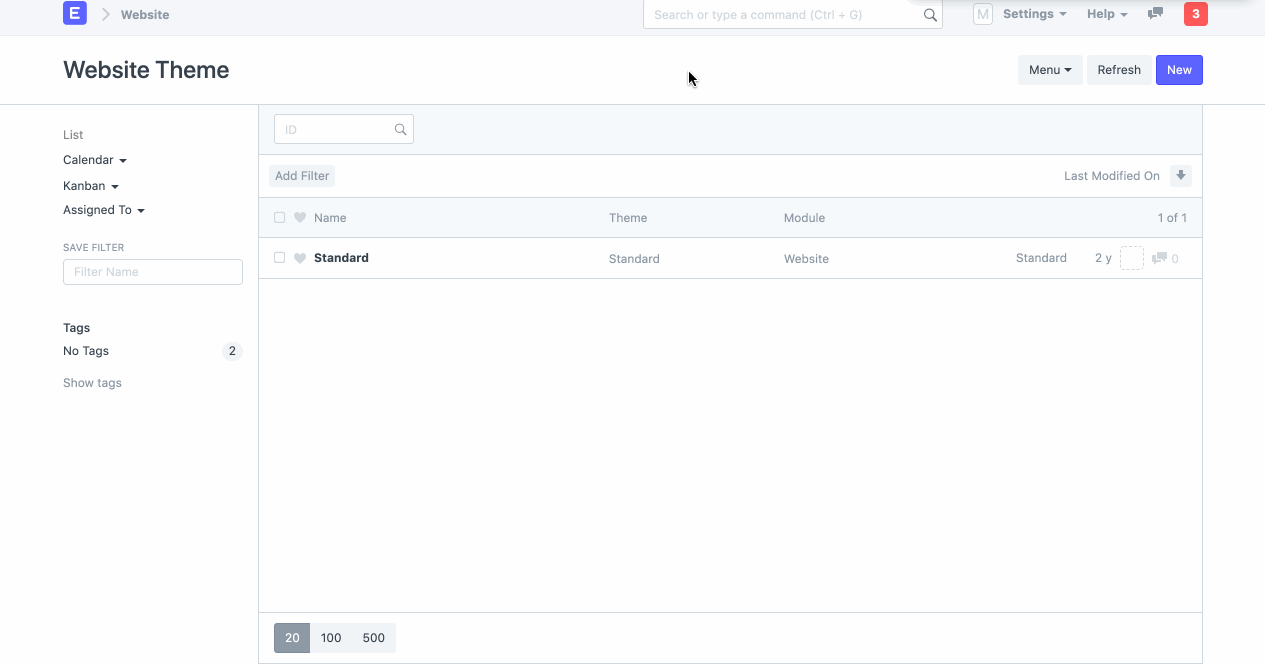 E Website Search or type a command (Ctrl + G) M Settings Help 3
Website Theme Menu Refresh New
List
Calendar
Kanban
Assigned To
SAVE FILTER
Filter Name
Tags
No Tags 2
Show tags
ID
Add Filter Last Modified On
Name Theme Module 1 of 1
Standard Standard Website Standard 2 y 0
20 100 500